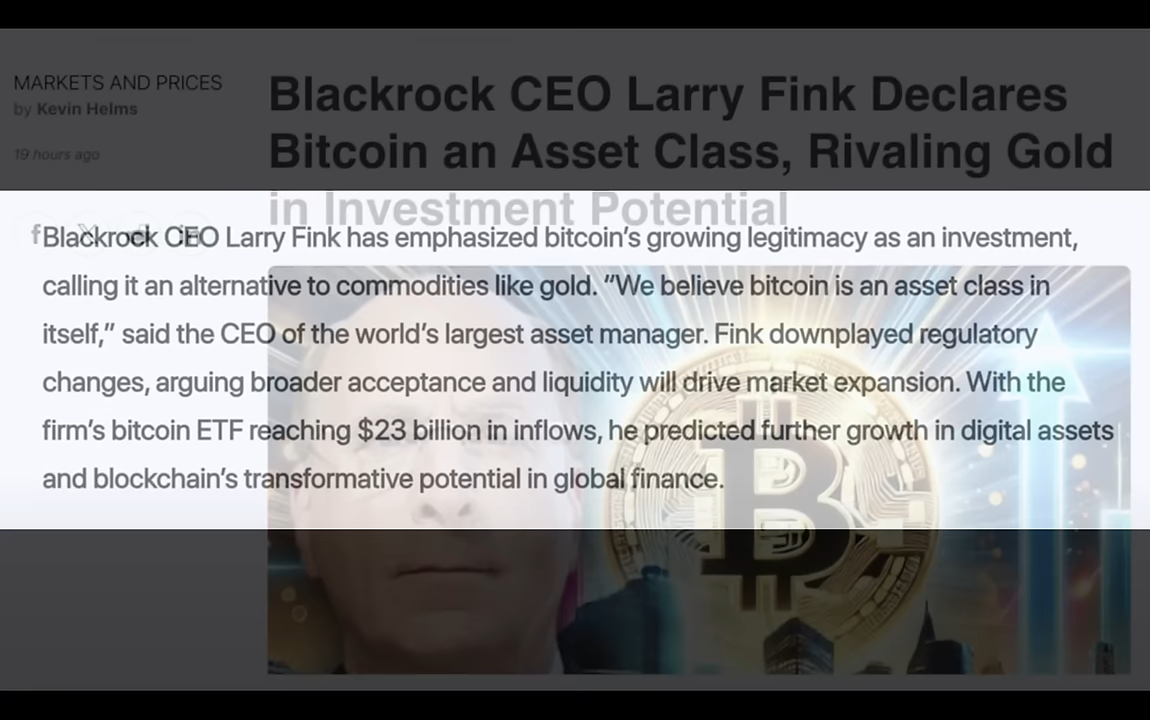 MARKETS AND PRICES
by Kevin Helms
19 hours ago
Blackrock CEO Larry Fink Declares
Bitcoin an Asset Class, Rivaling Gold
in Investment Potential
Blackrock CEO Larry Fink has emphasized bitcoin’s growing legitimacy as an investment,
calling it an alternative to commodities like gold. “We believe bitcoin is an asset class in
itself,” said the CEO of the world’s largest asset manager. Fink downplayed regulatory
changes, arguing broader acceptance and liquidity will drive market expansion. With the
firm’s bitcoin ETF reaching $23 billion in inflows, he predicted further growth in digital assets
and blockchain’s transformative potential in global finance.